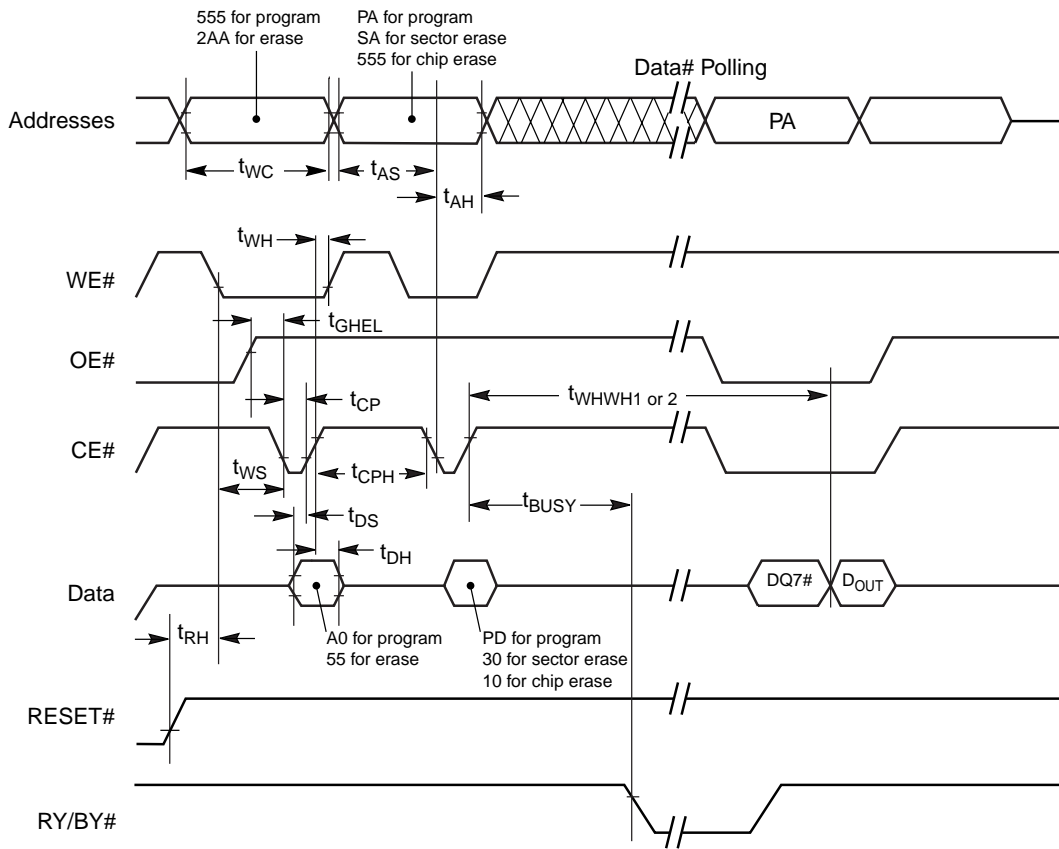 555 for program
2AA for erase
PA for program
SA for sector erase
555 for chip erase
Data# Polling
Addresses
PA
tWC
tAS
tAH
tWH
WE#
tGHEL
OE#
tWHWH1 or 2
tCP
CE#
tWS
tCPH
tBUSY
tDS
tDH
Data
DQ7#
DOUT
tRH
A0 for program
55 for erase
PD for program
30 for sector erase
10 for chip erase
RESET#
RY/BY#